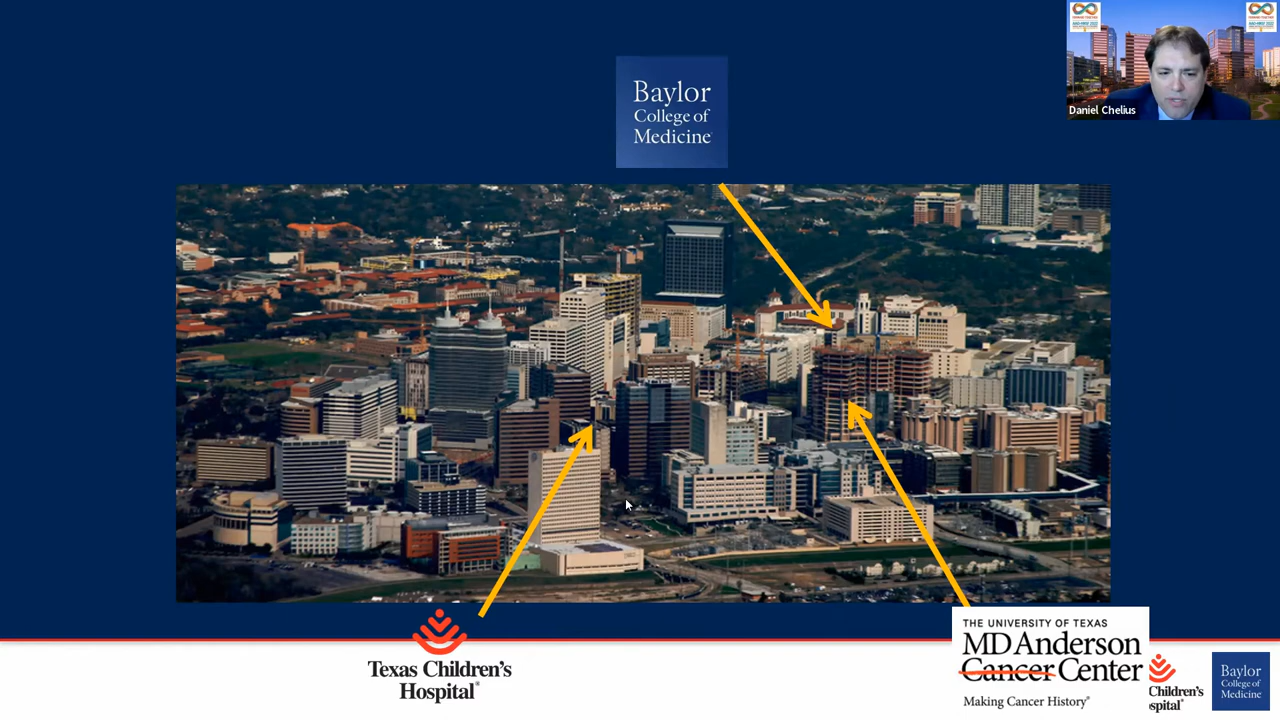 Baylor
College of
Medicine
Daniel Chelius
Texas Children's
Hospital®
THE UNIVERSITY OF TEXAS
MD Anderson
Cancer Center
Making Cancer History®
Children's
spital®
Baylor
College of
Medicine